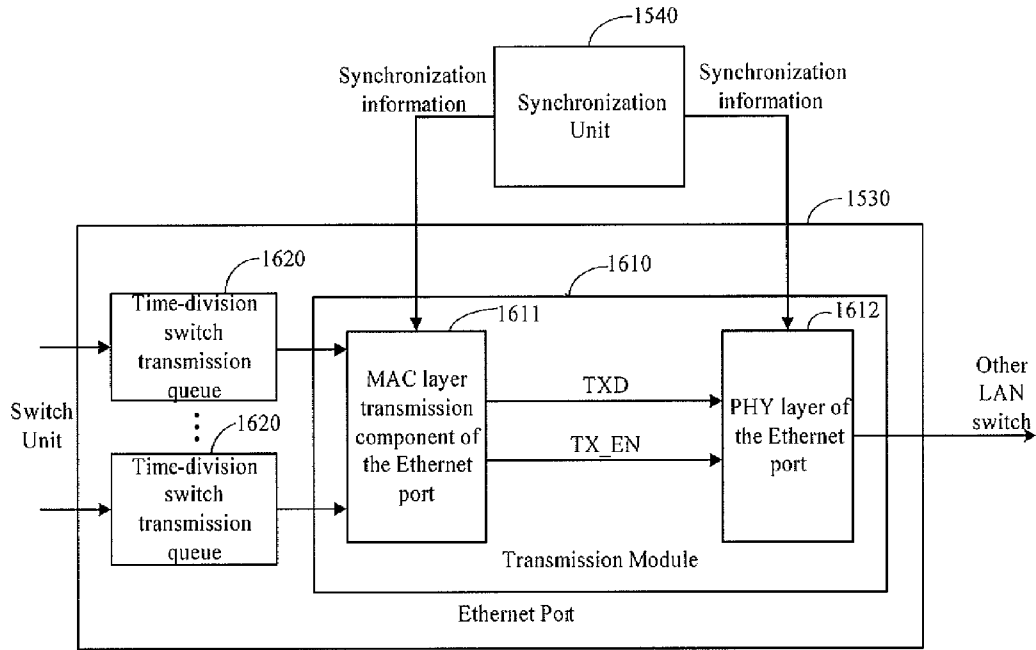 1540
Synchronization
information
Synchronization
Unit
Synchronization
information
1530
1620
Time-division
switch
transmission
queue
1610
1611
MAC layer
transmission
component of
the Ethernet
port
TXD
TX_EN
1612
PHY layer of
the Ethernet
port
Other
LAN
switch
Switch
Unit
1620
Time-division
switch
transmission
queue
Transmission Module
Ethernet Port